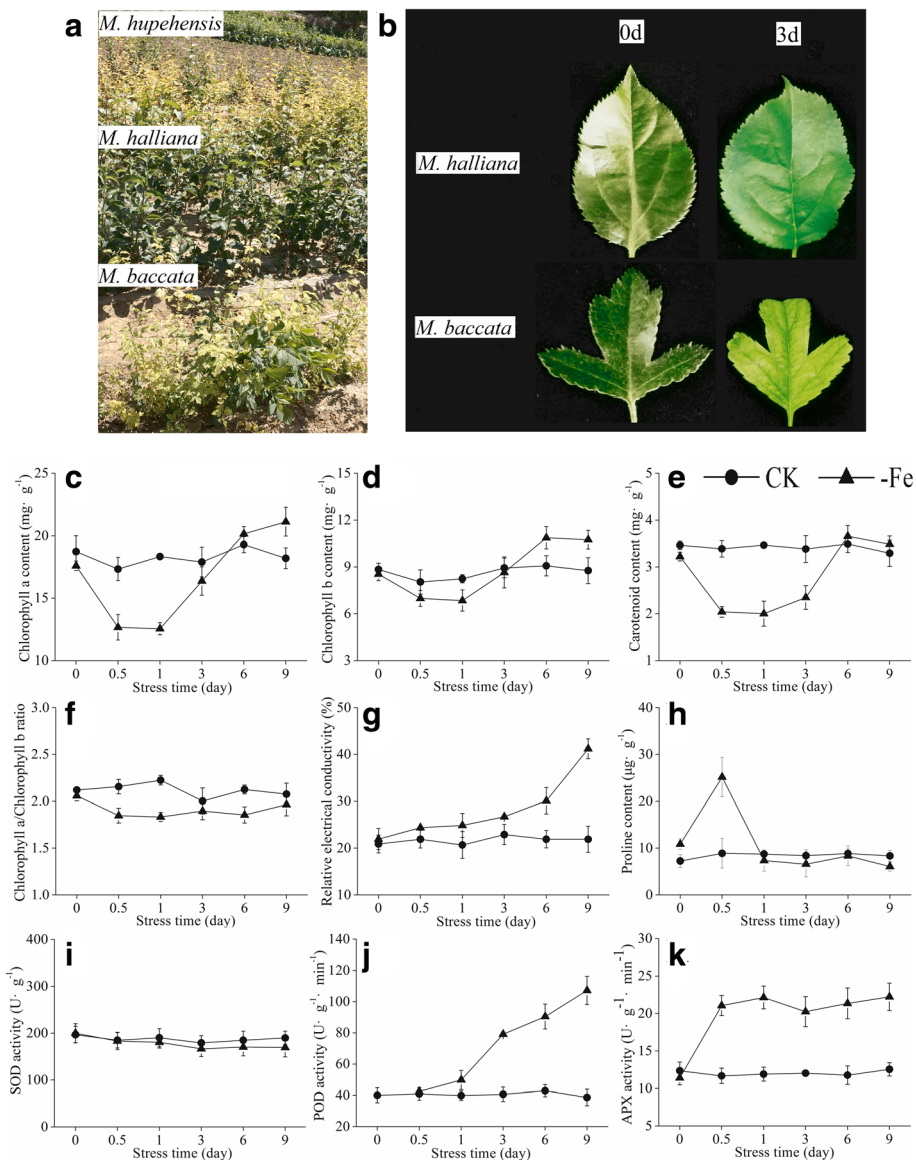 a
M. hupehensis
M. halliana
M. baccata
b
0d 3d
M. halliana
M. baccata
c
Chlorophyll a content (mg· g⁻¹)
25
20
15
10
0 0.5 1 3 6 9
Stress time (day)
d
Chlorophyll b content (mg· g⁻¹)
15
12
9
6
3
0 0.5 1 3 6 9
Stress time (day)
e
CK -Fe
Carotenoid content (mg· g⁻¹)
5
4
3
2
1
0 0.5 1 3 6 9
Stress time (day)
f
Chlorophyll a/Chlorophyll b ratio
3.0
2.5
2.0
1.5
1.0
0 0.5 1 3 6 9
Stress time (day)
g
Relative electrical conductivity (%)
50
40
30
20
10
0 0.5 1 3 6 9
Stress time (day)
h
Proline content (µg· g⁻¹)
40
30
20
10
0
0 0.5 1 3 6 9
Stress time (day)
i
SOD activity (U· g⁻¹)
400
300
200
100
0
0 0.5 1 3 6 9
Stress time (day)
j
POD activity (U· g⁻¹· min⁻¹)
140
120
100
80
60
40
20
0 0.5 1 3 6 9
Stress time (day)
k
APX activity (U· g⁻¹· min⁻¹)
30
25
20
15
10
5
0 0.5 1 3 6 9
Stress time (day)